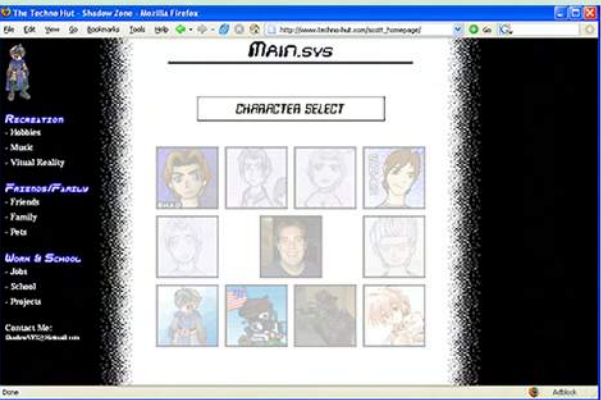 The Techno Hut - Shadow Zone - Mozilla Firefox
File Edit View Go Bookmarks Tools Help
http://www.techno-hut.com/scott_homepage/
Go
Main.sys
CHARACTER SELECT
Recreation
- Hobbies
- Music
- Vitual Reality
Friends/Family
- Friends
- Family
- Pets
Work & School
- Jobs
- School
- Projects
Contact Me:
Done
Adblock